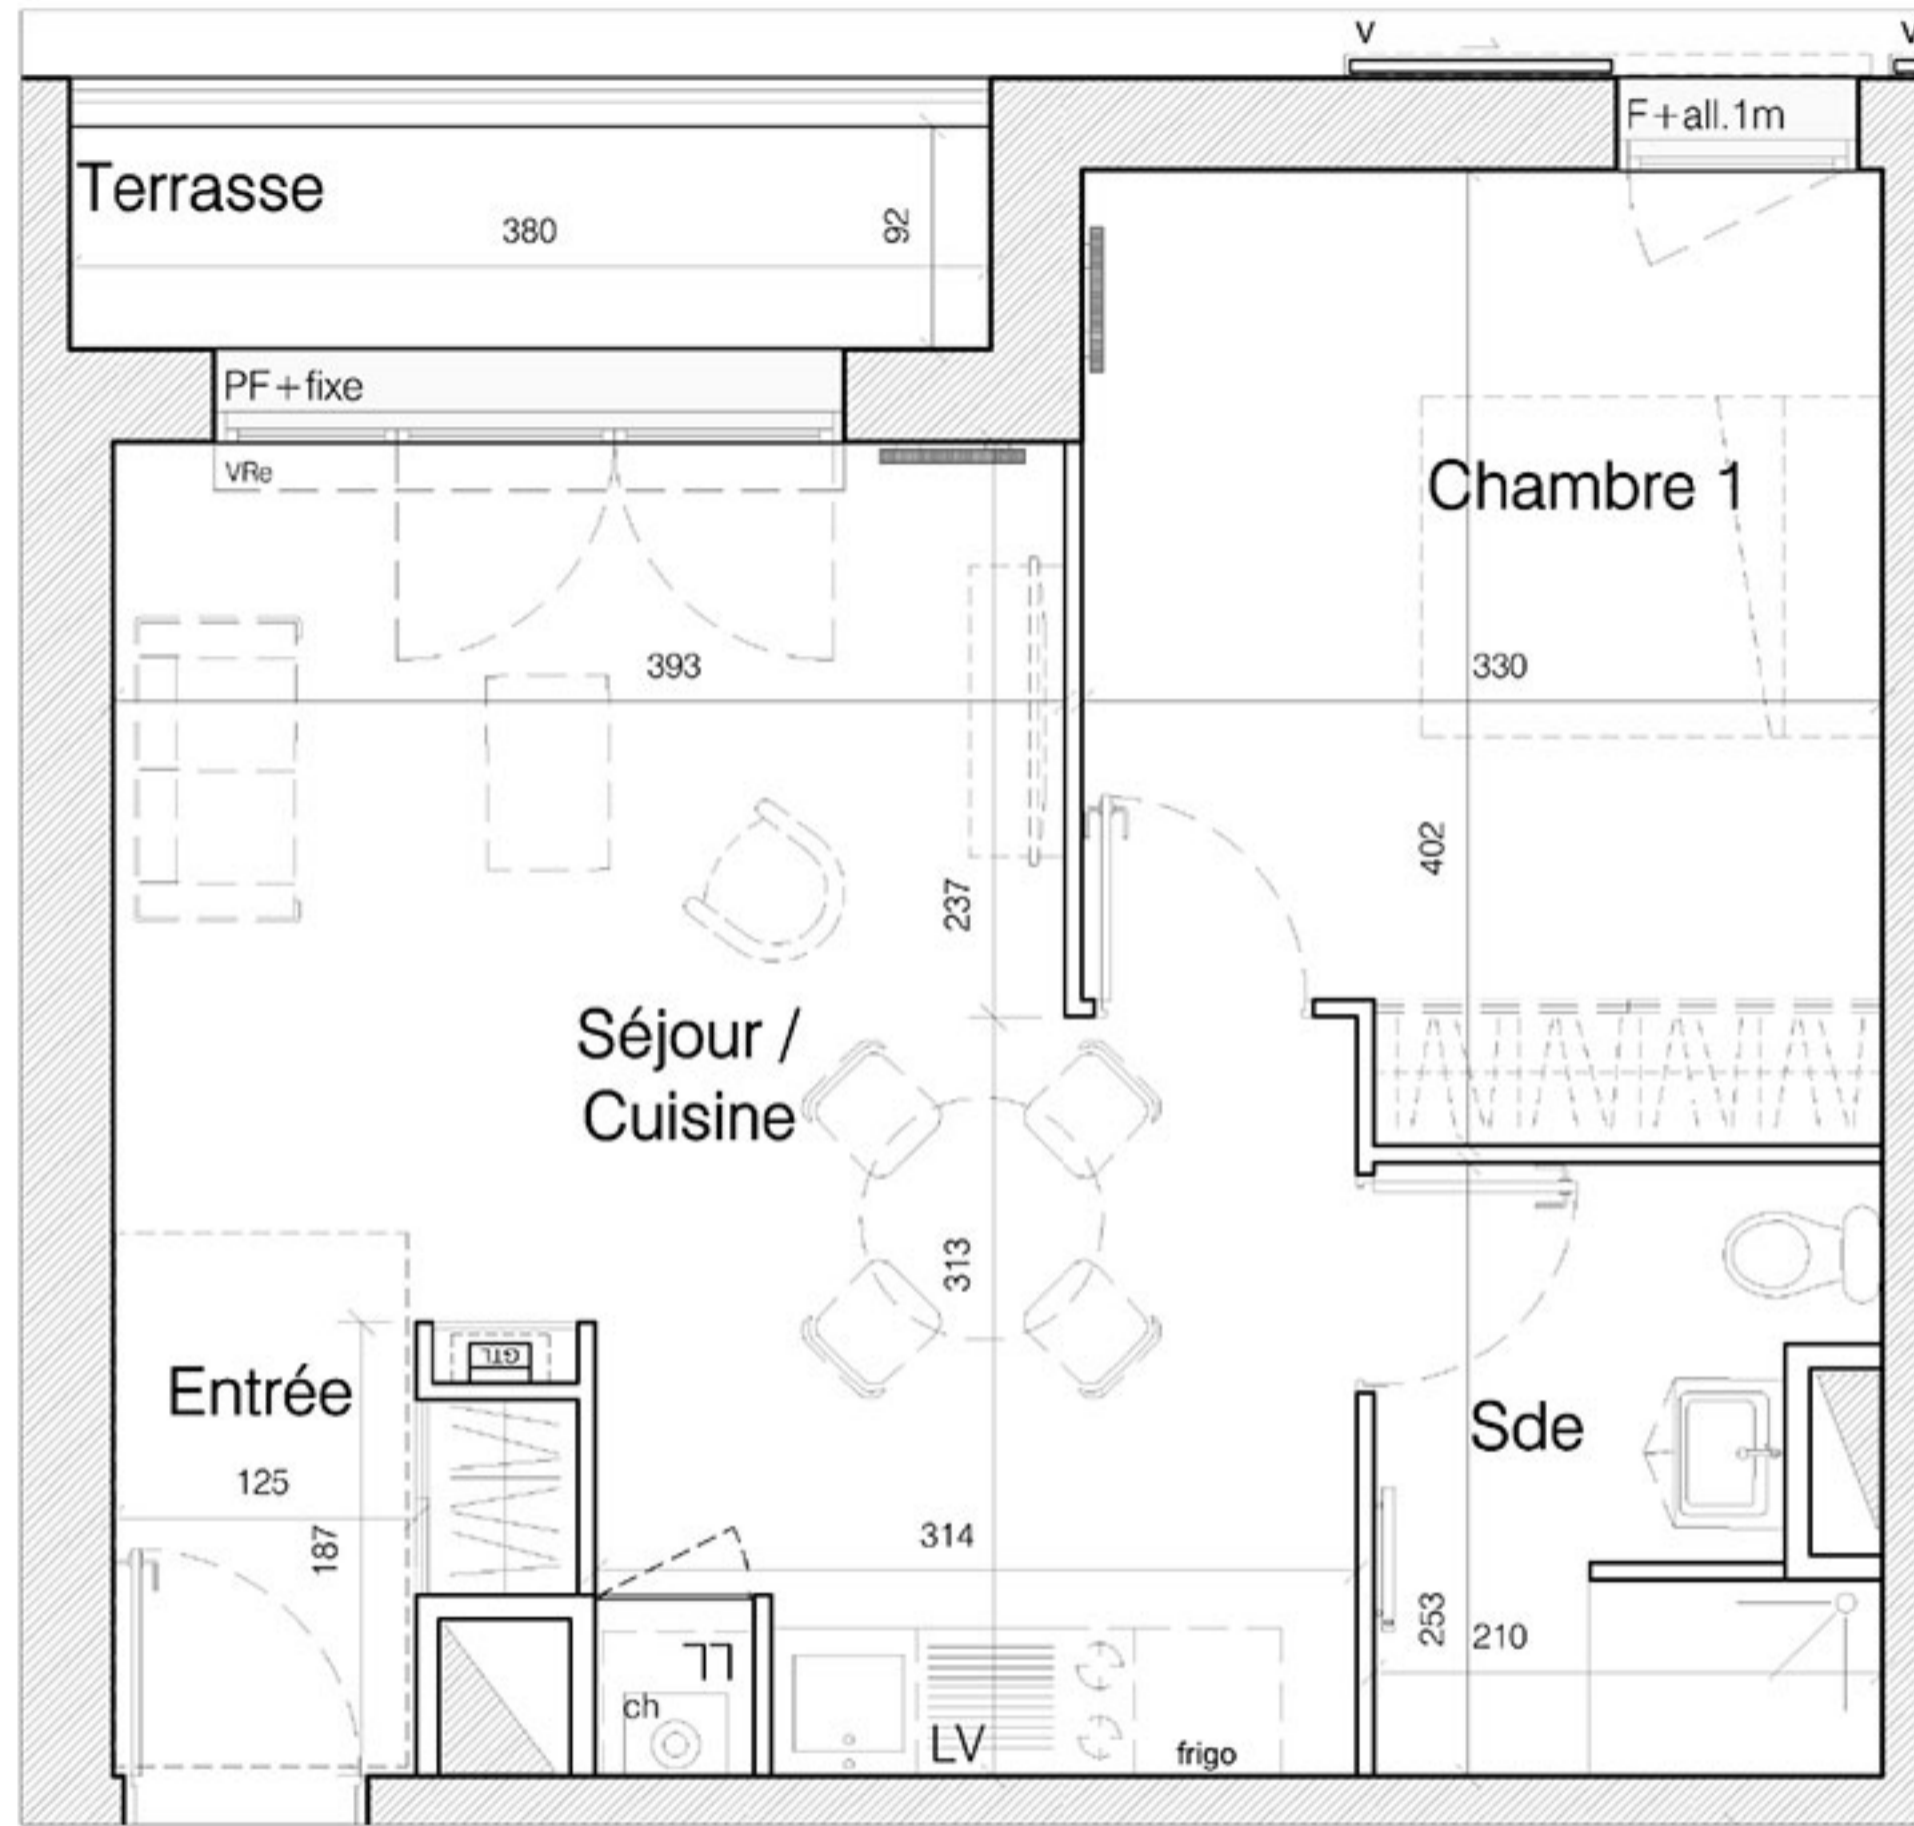 V
V
F+all.1m
Terrasse
380
92
PF+fixe
VRe
Chambre 1
393
330
402
237
Séjour /
Cuisine
313
GTL
Entrée
Sde
125
187
314
253
210
LL
ch
LV
frigo